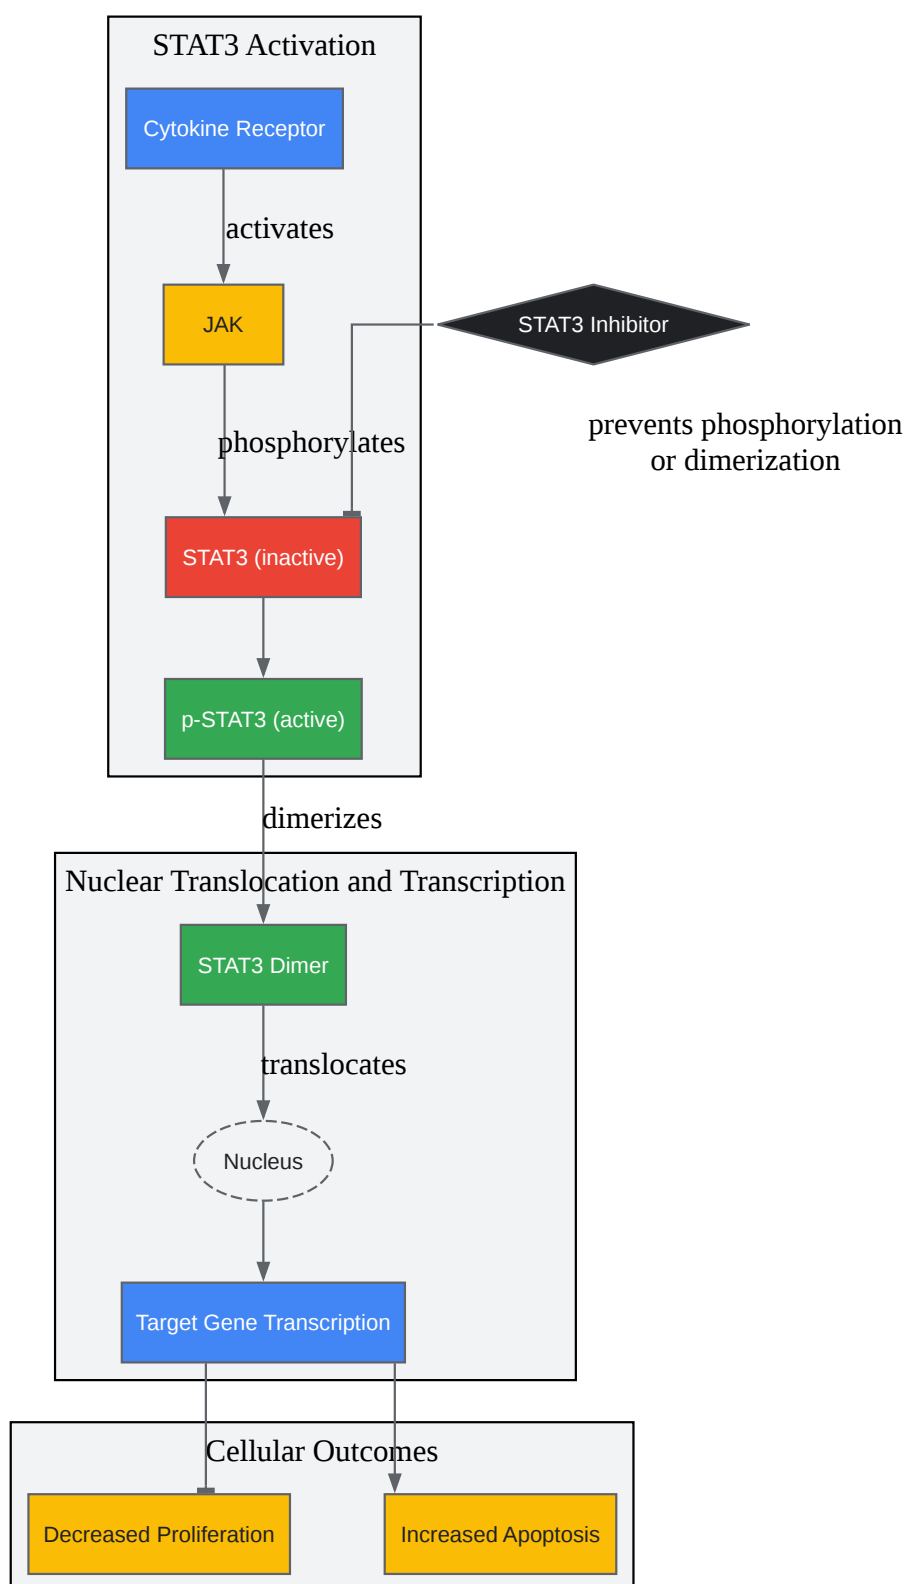 STAT3 Activation
Cytokine Receptor
activates
JAK
STAT3 Inhibitor
phosphorylates
prevents phosphorylation
or dimerization
STAT3 (inactive)
p-STAT3 (active)
dimerizes
Nuclear Translocation and Transcription
STAT3 Dimer
translocates
Nucleus
Target Gene Transcription
Cellular Outcomes
Decreased Proliferation
Increased Apoptosis